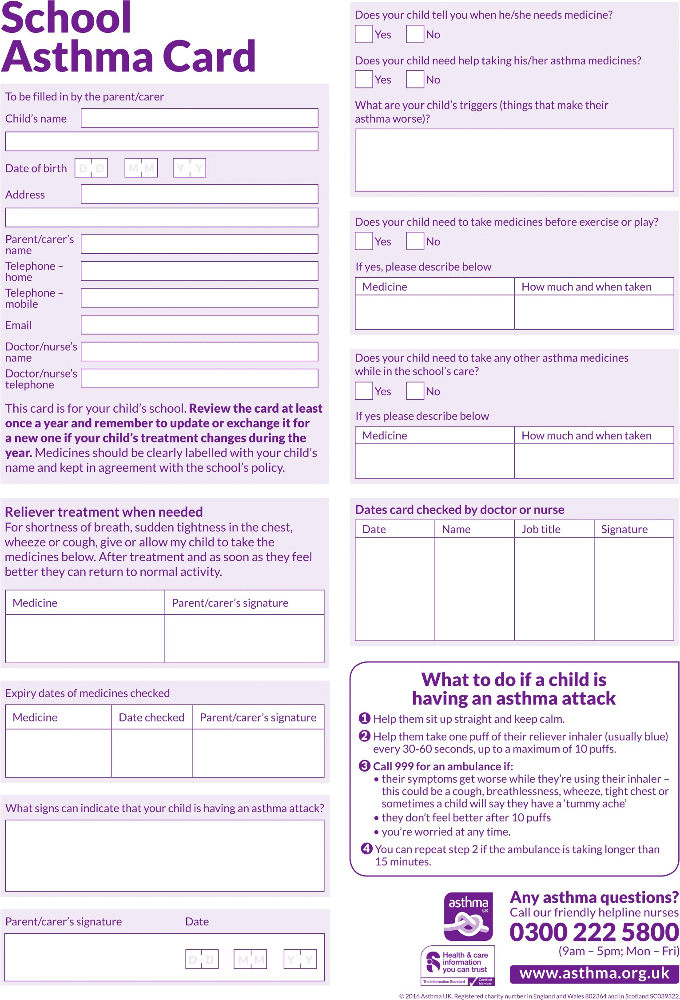 School
Asthma Card
To be filled in by the parent/carer
Child’s name
Date of birth D D M M Y Y
Address
Parent/carer’s
name
Telephone –
home
Telephone –
mobile
Email
Doctor/nurse’s
name
Doctor/nurse’s
telephone
This card is for your child’s school. Review the card at least
once a year and remember to update or exchange it for
a new one if your child’s treatment changes during the
year. Medicines should be clearly labelled with your child’s
name and kept in agreement with the school’s policy.
Reliever treatment when needed
For shortness of breath, sudden tightness in the chest,
wheeze or cough, give or allow my child to take the
medicines below. After treatment and as soon as they feel
better they can return to normal activity.
Medicine Parent/carer’s signature
Expiry dates of medicines checked
Medicine Date checked Parent/carer’s signature
What signs can indicate that your child is having an asthma attack?
Parent/carer’s signature Date
D D M M Y Y
Does your child tell you when he/she needs medicine?
Yes No
Does your child need help taking his/her asthma medicines?
Yes No
What are your child’s triggers (things that make their
asthma worse)?
Does your child need to take medicines before exercise or play?
Yes No
If yes, please describe below
Medicine How much and when taken
Does your child need to take any other asthma medicines
while in the school’s care?
Yes No
If yes please describe below
Medicine How much and when taken
Dates card checked by doctor or nurse
Date Name Job title Signature
What to do if a child is
having an asthma attack
1 Help them sit up straight and keep calm.
2 Help them take one puff of their reliever inhaler (usually blue)
every 30-60 seconds, up to a maximum of 10 puffs.
3 Call 999 for an ambulance if:
• their symptoms get worse while they’re using their inhaler –
this could be a cough, breathlessness, wheeze, tight chest or
sometimes a child will say they have a ‘tummy ache’
• they don’t feel better after 10 puffs
• you’re worried at any time.
4 You can repeat step 2 if the ambulance is taking longer than
15 minutes.
asthma
UK
Health & care
information
you can trust
The Information Standard
Certified
Member
Any asthma questions?
Call our friendly helpline nurses
0300 222 5800
(9am – 5pm; Mon – Fri)
www.asthma.org.uk
© 2016 Asthma UK. Registered charity number in England and Wales 802364 and in Scotland SC039322.